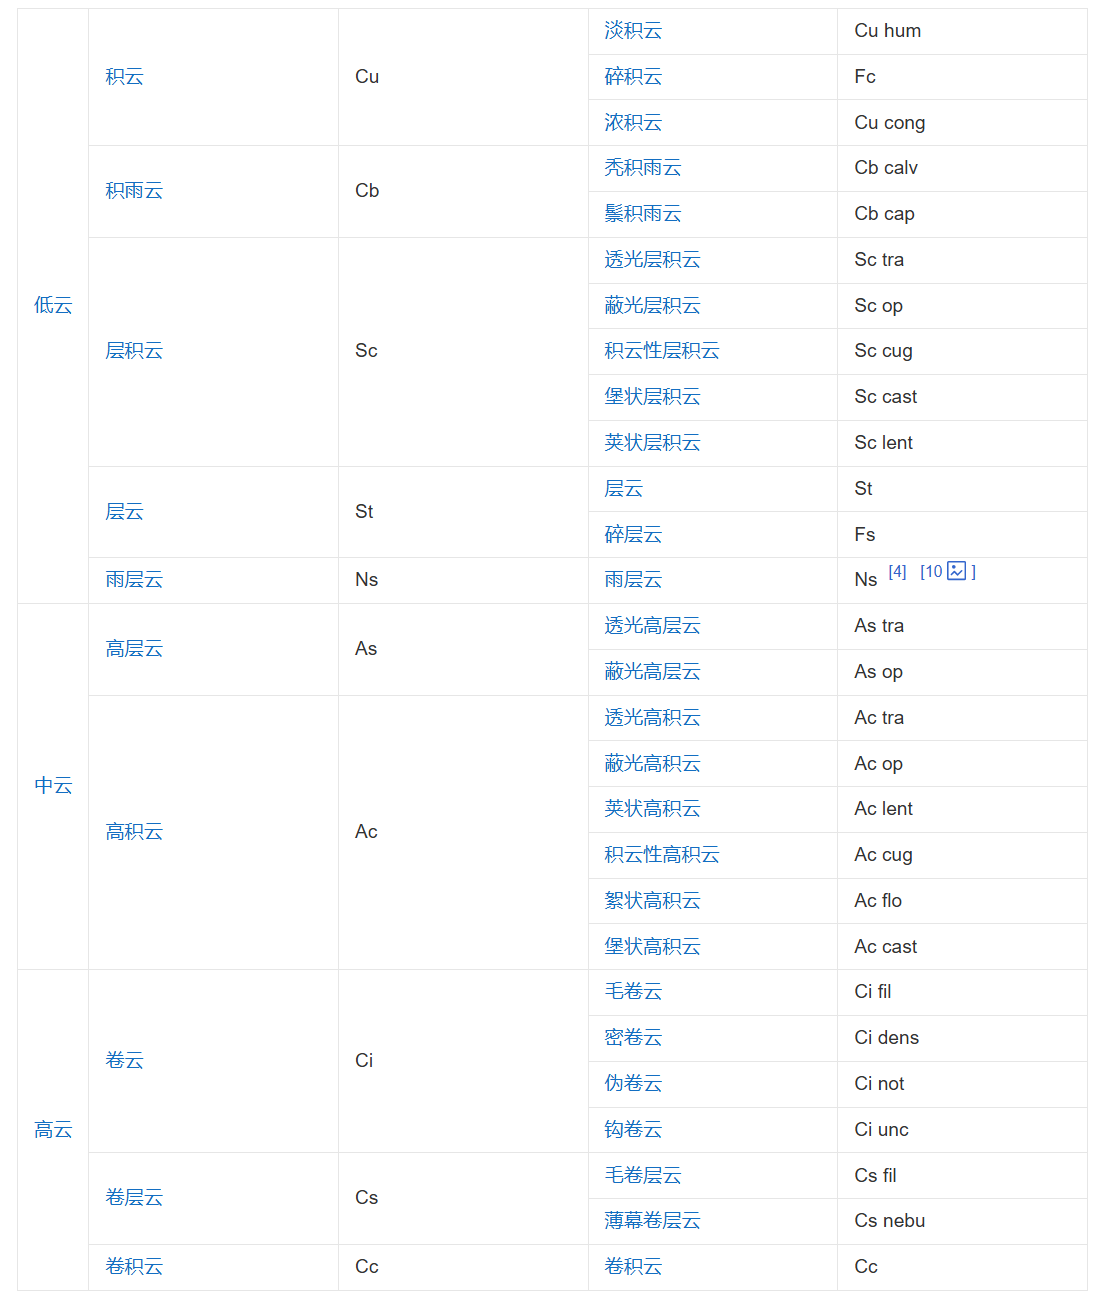 低云 积云 Cu 淡积云 Cu hum
碎积云 Fc
浓积云 Cu cong
积雨云 Cb 秃积雨云 Cb calv
鬃积雨云 Cb cap
层积云 Sc 透光层积云 Sc tra
蔽光层积云 Sc op
积云性层积云 Sc cug
堡状层积云 Sc cast
荚状层积云 Sc lent
层云 St 层云 St
碎层云 Fs
雨层云 Ns 雨层云 Ns [4] [10 ]
中云 高层云 As 透光高层云 As tra
蔽光高层云 As op
高积云 Ac 透光高积云 Ac tra
蔽光高积云 Ac op
荚状高积云 Ac lent
积云性高积云 Ac cug
絮状高积云 Ac flo
堡状高积云 Ac cast
高云 卷云 Ci 毛卷云 Ci fil
密卷云 Ci dens
伪卷云 Ci not
钩卷云 Ci unc
卷层云 Cs 毛卷层云 Cs fil
薄幕卷层云 Cs nebu
卷积云 Cc 卷积云 Cc